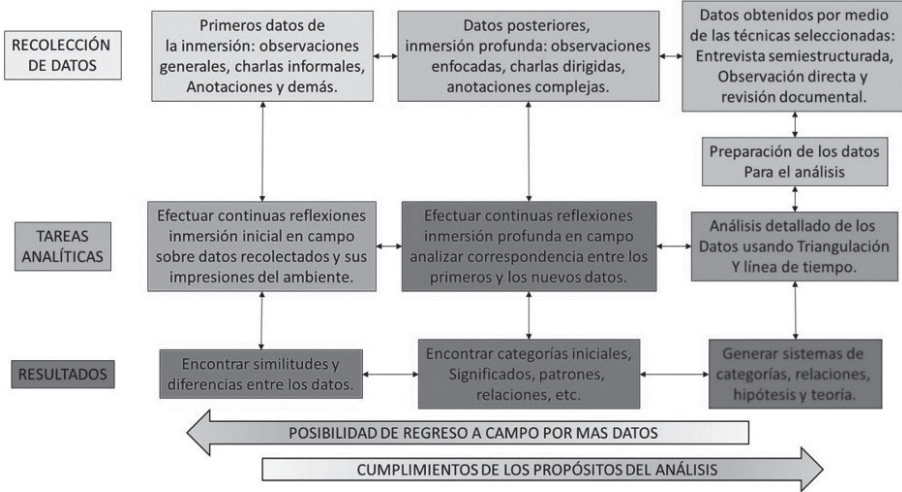 RECOLECCIÓN
DE DATOS
Primeros datos de
la inmersión: observaciones
generales, charlas informales,
Anotaciones y demás.
Datos posteriores,
inmersión profunda: observaciones
enfocadas, charlas dirigidas,
anotaciones complejas.
Datos obtenidos por medio
de las técnicas seleccionadas:
Entrevista semiestructurada,
Observación directa y
revisión documental.
Preparación de los datos
Para el análisis
TAREAS
ANALÍTICAS
Efectuar continuas reflexiones
inmersión inicial en campo
sobre datos recolectados y sus
impresiones del ambiente.
Efectuar continuas reflexiones
inmersión profunda en campo
analizar correspondencia entre los
primeros y los nuevos datos.
Análisis detallado de los
Datos usando Triangulación
Y línea de tiempo.
RESULTADOS
Encontrar similitudes y
diferencias entre los datos.
Encontrar categorías iniciales,
Significados, patrones,
relaciones, etc.
Generar sistemas de
categorías, relaciones,
hipótesis y teoría.
POSIBILIDAD DE REGRESO A CAMPO POR MAS DATOS
CUMPLIMIENTOS DE LOS PROPÓSITOS DEL ANÁLISIS